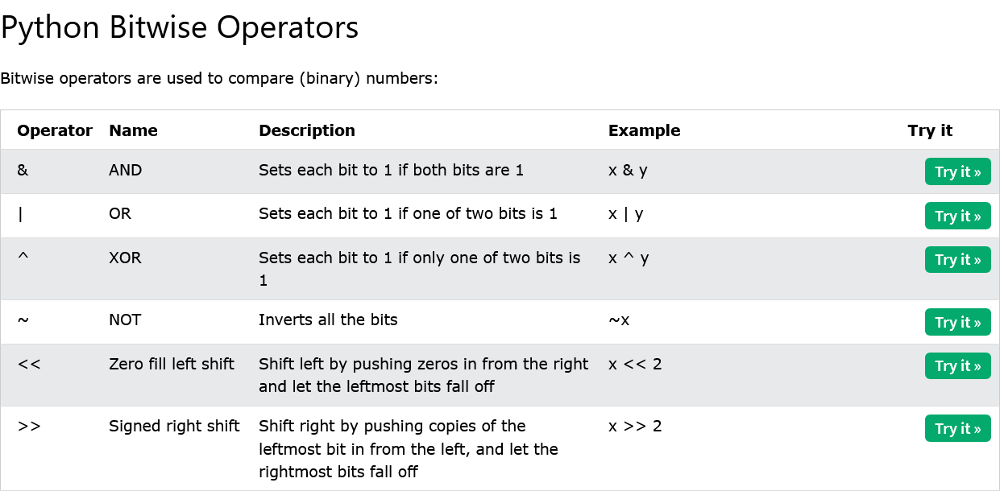 Python Bitwise Operators
Bitwise operators are used to compare (binary) numbers:
Operator Name Description Example Try it
& AND Sets each bit to 1 if both bits are 1 x & y Try it »
| OR Sets each bit to 1 if one of two bits is 1 x | y Try it »
^ XOR Sets each bit to 1 if only one of two bits is x ^ y Try it »
1
~ NOT Inverts all the bits ~x Try it »
<< Zero fill left shift Shift left by pushing zeros in from the right x << 2 Try it »
and let the leftmost bits fall off
>> Signed right shift Shift right by pushing copies of the x >> 2 Try it »
leftmost bit in from the left, and let the
rightmost bits fall off